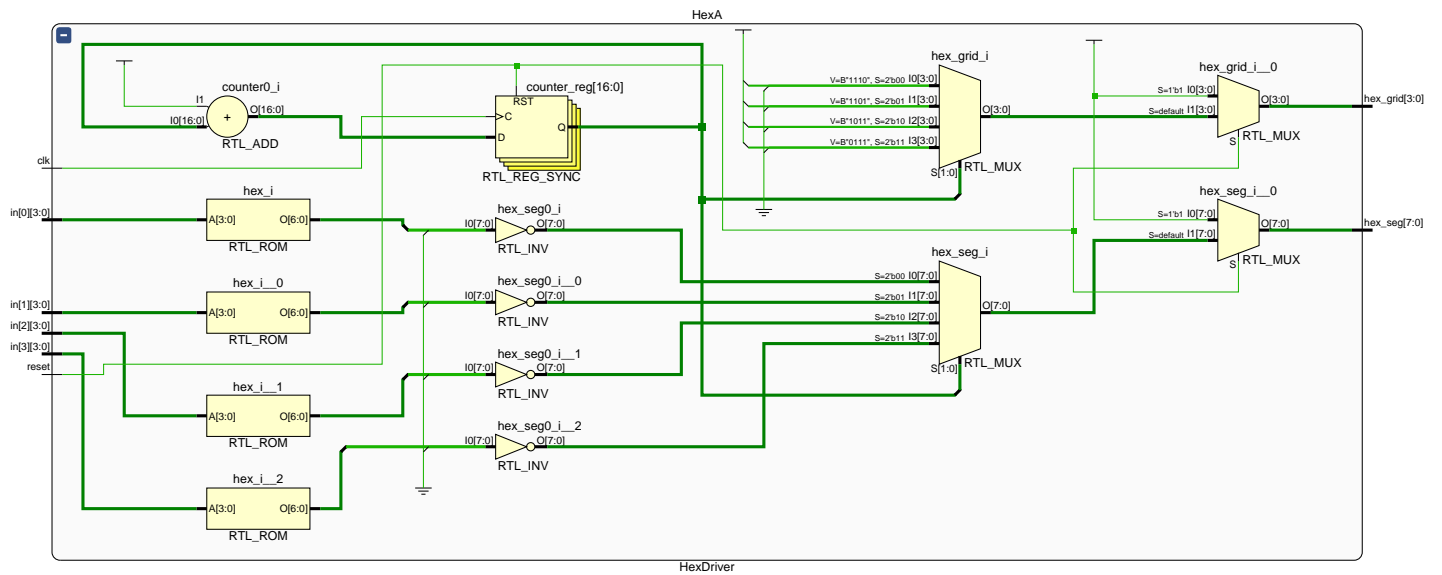 HexA
counter0_i
I1
I0[16:0]
+
O[16:0]
RTL_ADD
counter_reg[16:0]
RST
C
D
Q
RTL_REG_SYNC
hex_grid_i
V=B"1110", S=2'b00 I0[3:0]
V=B"1101", S=2'b01 I1[3:0]
V=B"1011", S=2'b10 I2[3:0]
V=B"0111", S=2'b11 I3[3:0]
O[3:0]
S[1:0]
RTL_MUX
hex_grid_i__0
S=1'b1 I0[3:0]
S=default I1[3:0]
O[3:0]
S
RTL_MUX
hex_grid[3:0]
clk
in[0][3:0]
hex_i
A[3:0] O[6:0]
RTL_ROM
hex_seg0_i
I0[7:0] O[7:0]
RTL_INV
hex_seg_i__0
S=1'b1 I0[7:0]
S=default I1[7:0]
O[7:0]
S
RTL_MUX
hex_seg[7:0]
in[1][3:0]
in[2][3:0]
in[3][3:0]
reset
hex_i__0
A[3:0] O[6:0]
RTL_ROM
hex_seg0_i__0
I0[7:0] O[7:0]
RTL_INV
hex_seg_i
S=2'b00 I0[7:0]
S=2'b01 I1[7:0]
S=2'b10 I2[7:0]
S=2'b11 I3[7:0]
O[7:0]
S[1:0]
RTL_MUX
hex_i__1
A[3:0] O[6:0]
RTL_ROM
hex_seg0_i__1
I0[7:0] O[7:0]
RTL_INV
hex_i__2
A[3:0] O[6:0]
RTL_ROM
hex_seg0_i__2
I0[7:0] O[7:0]
RTL_INV
HexDriver